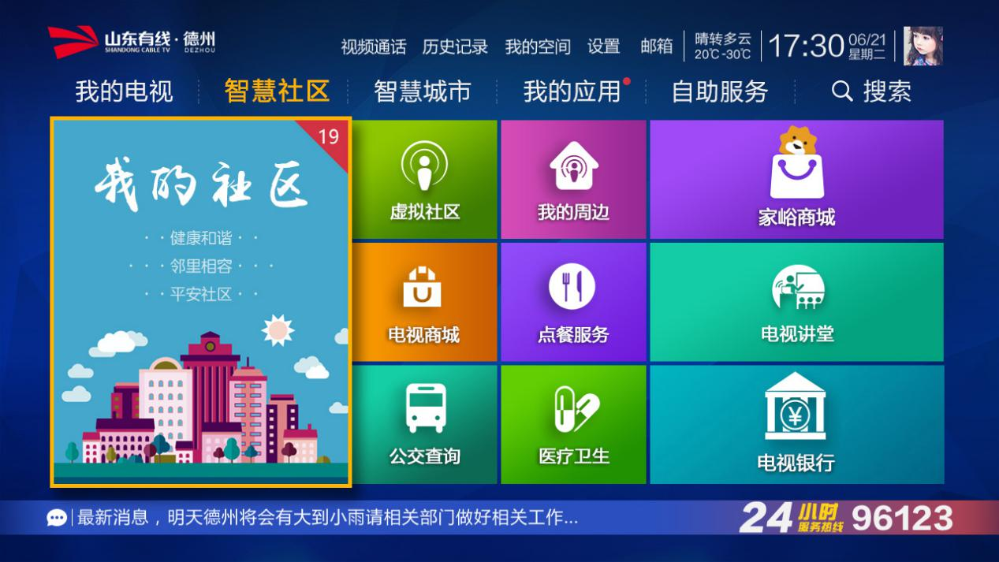 山东有线·德州
SHANDONG CABLE TV DEZHOU
视频通话 历史记录 我的空间 设置 邮箱
晴转多云
20℃-30℃
17:30
06/21
星期二
我的电视 智慧社区 智慧城市 我的应用 自助服务 搜索
19
我的社区
··健康和谐··
···邻里相容···
··平安社区··
虚拟社区
我的周边
家峪商城
电视商城
点餐服务
电视讲堂
公交查询
医疗卫生
电视银行
最新消息，明天德州将会有大到小雨请相关部门做好相关工作...
24小时
服务热线
96123